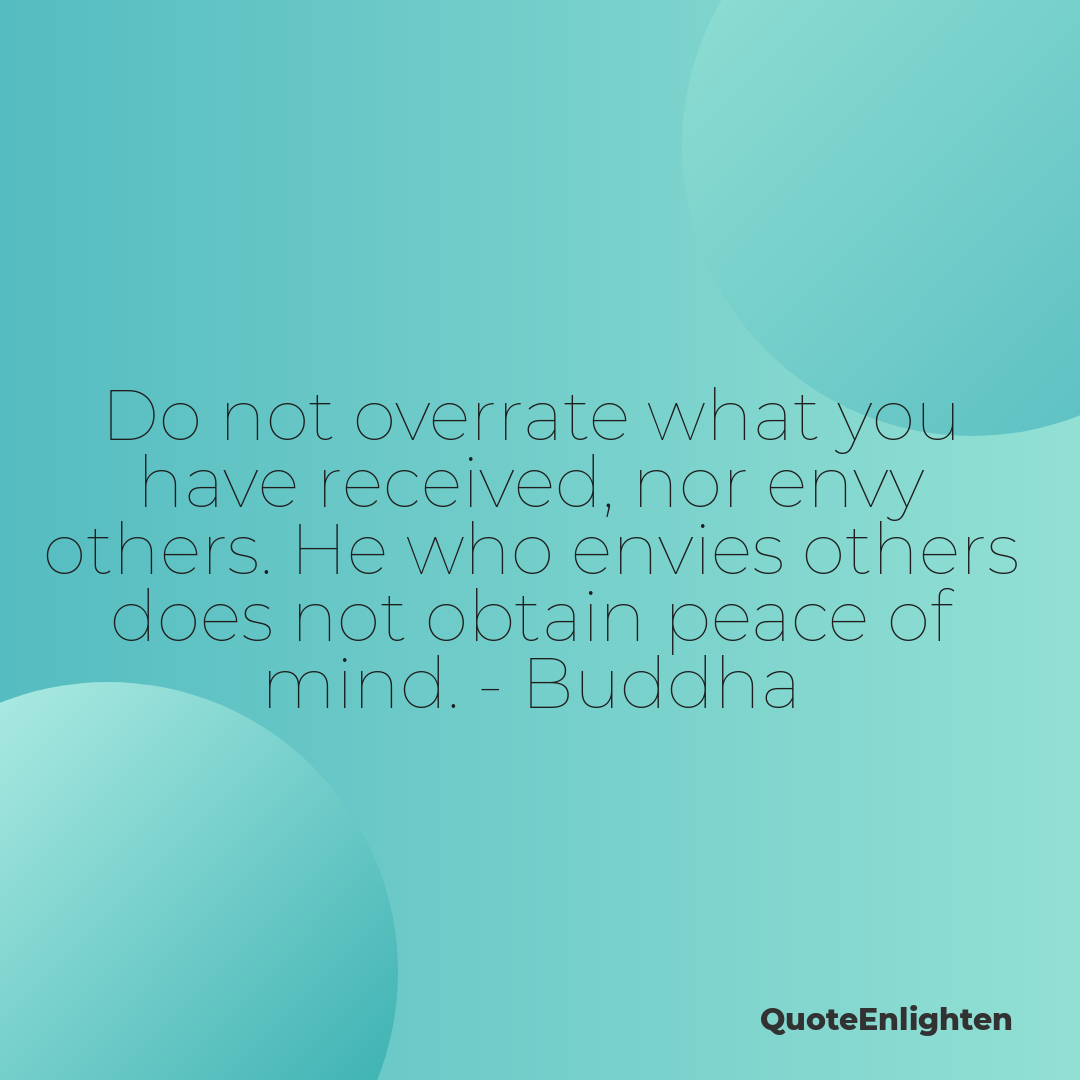 Do not overrate what you
have received, nor envy
others. He who envies others
does not obtain peace of
mind. - Buddha
QuoteEnlighten